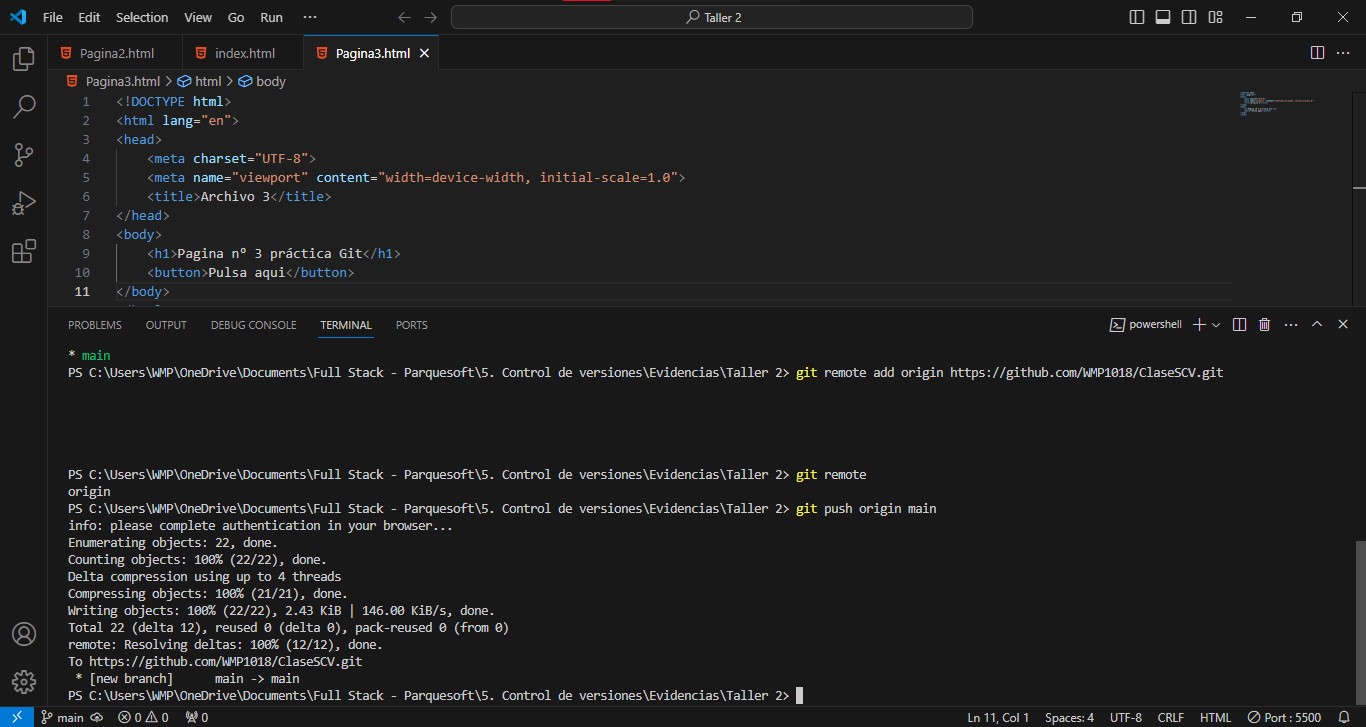 File Edit Selection View Go Run ··· Taller 2
Pagina2.html index.html Pagina3.html
Pagina3.html > html > body
1 <!DOCTYPE html>
2 <html lang="en">
3 <head>
4 <meta charset="UTF-8">
5 <meta name="viewport" content="width=device-width, initial-scale=1.0">
6 <title>Archivo 3</title>
7 </head>
8 <body>
9 <h1>Pagina nº 3 práctica Git</h1>
10 <button>Pulsa aqui</button>
11 </body>
PROBLEMS OUTPUT DEBUG CONSOLE TERMINAL PORTS powershell
* main
PS C:\Users\WMP\OneDrive\Documents\Full Stack - Parquesoft\5. Control de versiones\Evidencias\Taller 2> git remote add origin https://github.com/WMP1018/ClaseSCV.git
PS C:\Users\WMP\OneDrive\Documents\Full Stack - Parquesoft\5. Control de versiones\Evidencias\Taller 2> git remote
origin
PS C:\Users\WMP\OneDrive\Documents\Full Stack - Parquesoft\5. Control de versiones\Evidencias\Taller 2> git push origin main
info: please complete authentication in your browser...
Enumerating objects: 22, done.
Counting objects: 100% (22/22), done.
Delta compression using up to 4 threads
Compressing objects: 100% (21/21), done.
Writing objects: 100% (22/22), 2.43 KiB | 146.00 KiB/s, done.
Total 22 (delta 12), reused 0 (delta 0), pack-reused 0 (from 0)
remote: Resolving deltas: 100% (12/12), done.
To https://github.com/WMP1018/ClaseSCV.git
* [new branch] main -> main
PS C:\Users\WMP\OneDrive\Documents\Full Stack - Parquesoft\5. Control de versiones\Evidencias\Taller 2>
main 0 0 0 Ln 11, Col 1 Spaces: 4 UTF-8 CRLF HTML Port : 5500